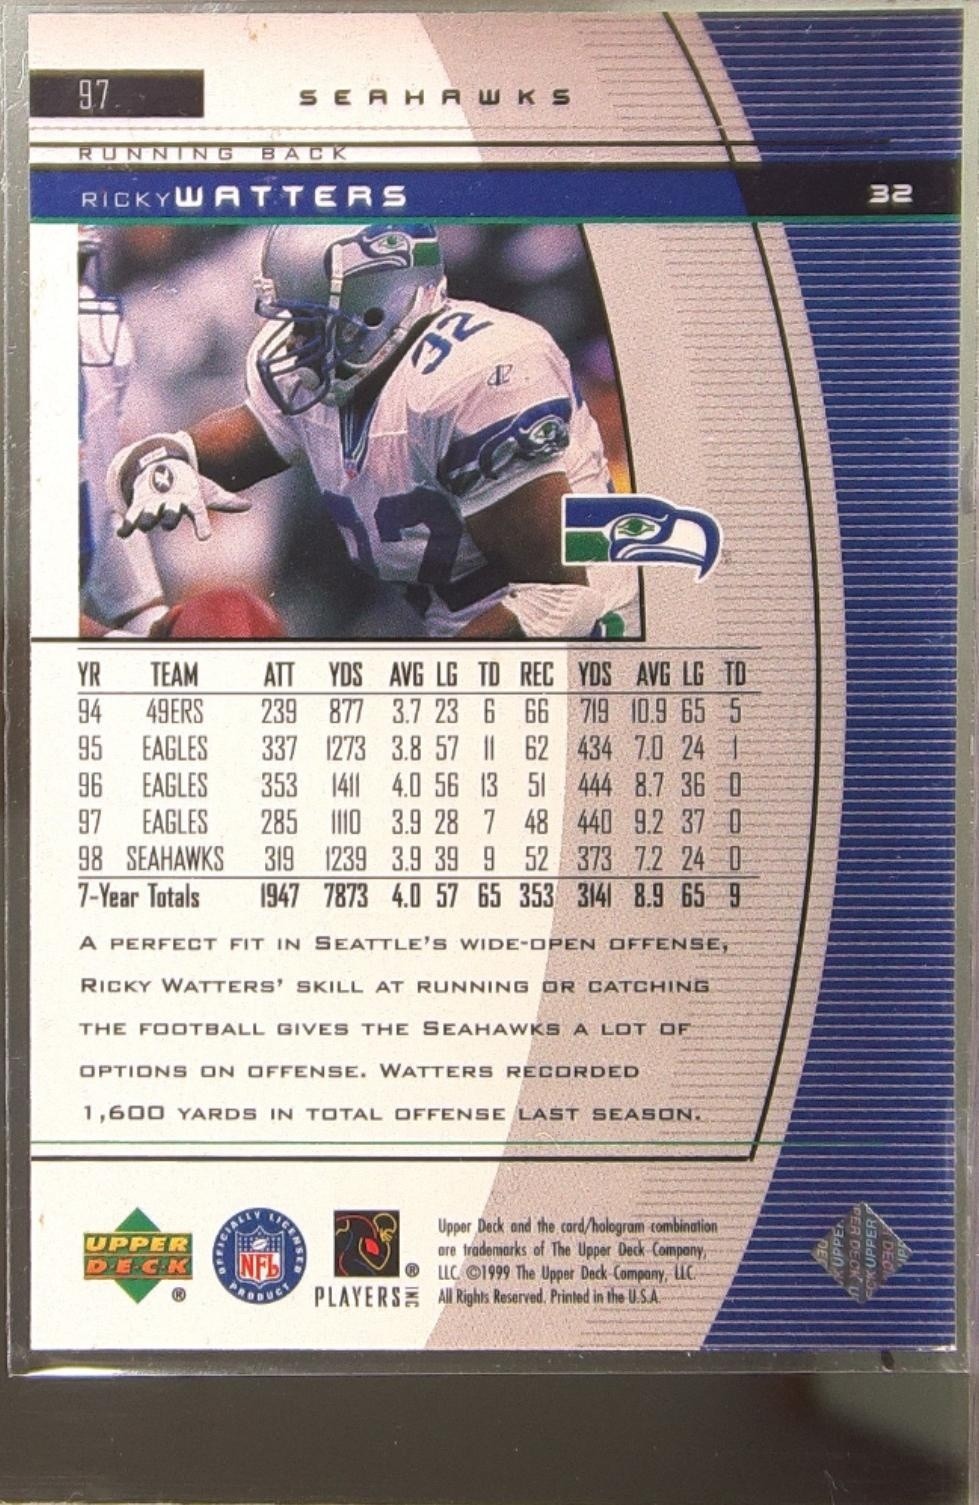 97
SEAHAWKS
RUNNING BACK
RICKY WATTERS 32
YR TEAM ATT YDS AVG LG TD REC YDS AVG LG TD
94 49ERS 239 877 3.7 23 6 66 719 10.9 65 5
95 EAGLES 337 1273 3.8 57 11 62 434 7.0 24 1
96 EAGLES 353 1411 4.0 56 13 51 444 8.7 36 0
97 EAGLES 285 1110 3.9 28 7 48 440 9.2 37 0
98 SEAHAWKS 319 1239 3.9 39 9 52 373 7.2 24 0
7-Year Totals 1947 7873 4.0 57 65 353 3141 8.9 65 9
A PERFECT FIT IN SEATTLE'S WIDE-OPEN OFFENSE,
RICKY WATTERS' SKILL AT RUNNING OR CATCHING
THE FOOTBALL GIVES THE SEAHAWKS A LOT OF
OPTIONS ON OFFENSE. WATTERS RECORDED
1,600 YARDS IN TOTAL OFFENSE LAST SEASON.
UPPER
DECK
®
OFFICIALLY LICENSED
NFL
PRODUCT
PLAYERS INC ®
Upper Deck and the card/hologram combination
are trademarks of The Upper Deck Company,
LLC. ©1999 The Upper Deck Company, LLC.
All Rights Reserved. Printed in the U.S.A.
32
32
UPPER DECK